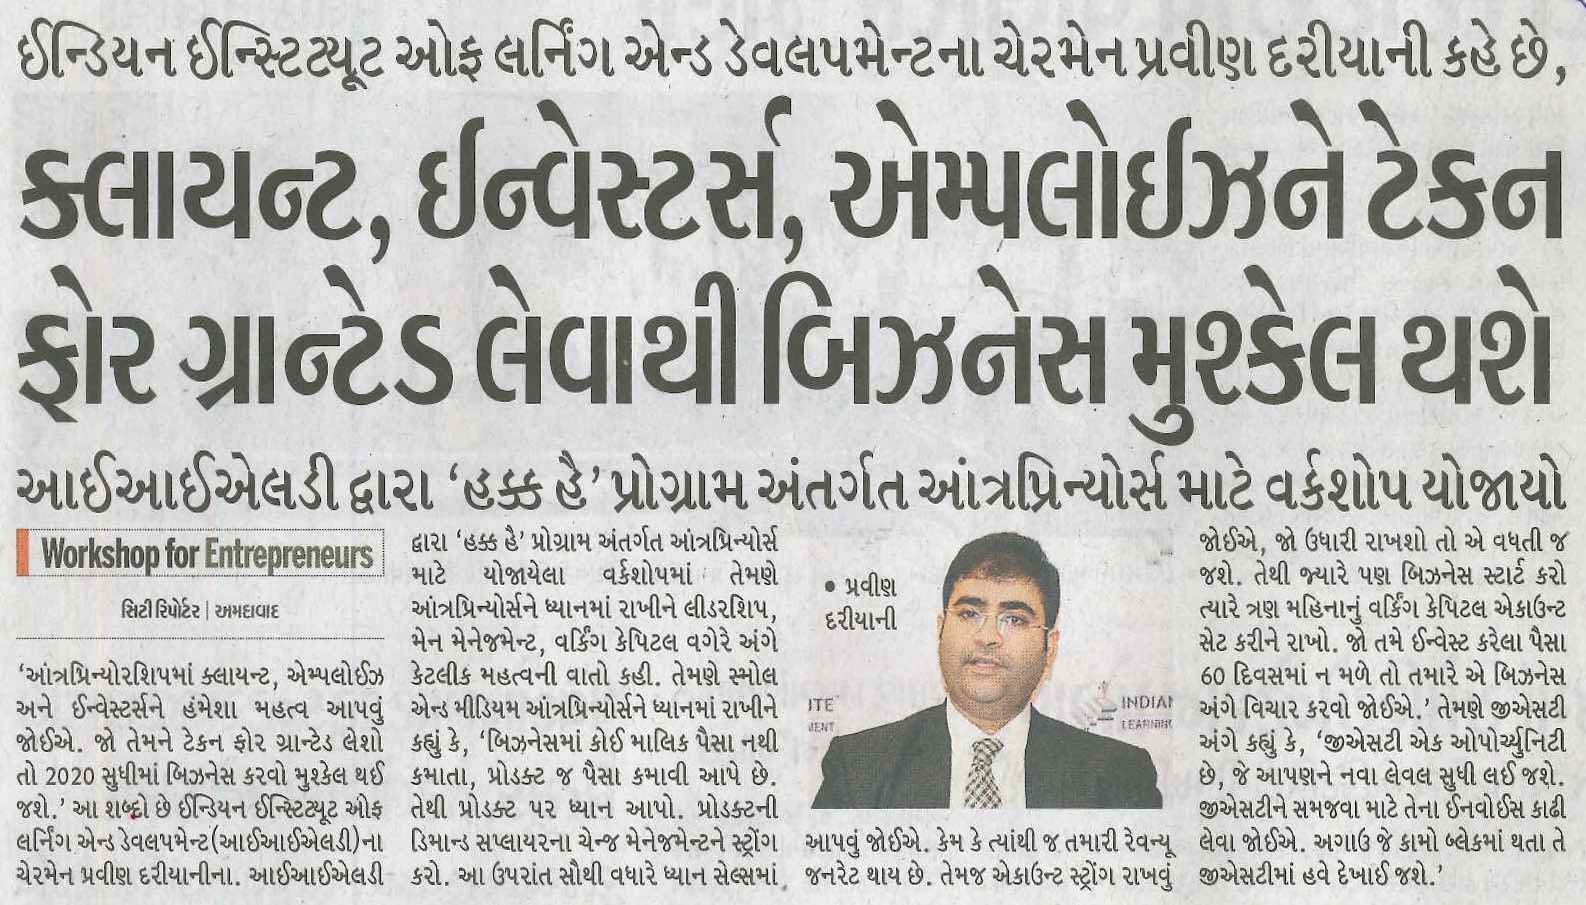 ઈન્ડિયન ઈન્સ્ટિટ્યૂટ ઓફ લર્નિંગ એન્ડ ડેવલપમેન્ટના ચેરમેન પ્રવીણ દરીયાની કહે છે,
ક્લાયન્ટ, ઈન્વેસ્ટર્સ, એમ્પલોઈઝને ટેકન
ફોર ગ્રાન્ટેડ લેવાથી બિઝનેસ મુશ્કેલ થશે
આઈઆઈએલડી દ્વારા ‘હક્ક હૈ’ પ્રોગ્રામ અંતર્ગત આંત્રપ્રિન્યોર્સ માટે વર્કશોપ યોજાયો
Workshop for Entrepreneurs
સિટી રિપોર્ટર | અમદાવાદ
‘આંત્રપ્રિન્યોરશિપમાં ક્લાયન્ટ, એમ્પલોઈઝ
અને ઈન્વેસ્ટર્સને હંમેશા મહત્વ આપવું
જોઈએ. જો તેમને ટેકન ફોર ગ્રાન્ટેડ લેશો
તો 2020 સુધીમાં બિઝનેસ કરવો મુશ્કેલ થઈ
જશે.’ આ શબ્દો છે ઈન્ડિયન ઈન્સ્ટિટ્યૂટ ઓફ
લર્નિંગ એન્ડ ડેવલપમેન્ટ(આઈઆઈએલડી)ના
ચેરમેન પ્રવીણ દરીયાનીના. આઈઆઈએલડી
દ્વારા ‘હક્ક હૈ’ પ્રોગ્રામ અંતર્ગત આંત્રપ્રિન્યોર્સ
માટે યોજાયેલા વર્કશોપમાં તેમણે
આંત્રપ્રિન્યોર્સને ધ્યાનમાં રાખીને લીડરશિપ,
મેન મેનેજમેન્ટ, વર્કિંગ કેપિટલ વગેરે અંગે
કેટલીક મહત્વની વાતો કહી. તેમણે સ્મોલ
એન્ડ મીડિયમ આંત્રપ્રિન્યોર્સને ધ્યાનમાં રાખીને
કહ્યું કે, ‘બિઝનેસમાં કોઈ માલિક પૈસા નથી
કમાતા, પ્રોડક્ટ જ પૈસા કમાવી આપે છે.
તેથી પ્રોડક્ટ પર ધ્યાન આપો. પ્રોડક્ટની
ડિમાન્ડ સપ્લાયરના ચેન્જ મેનેજમેન્ટને સ્ટ્રોંગ
કરો. આ ઉપરાંત સૌથી વધારે ધ્યાન સેલ્સમાં
• પ્રવીણ
દરીયાની
ITE
MENT
INDIAN
LEARNING
આપવું જોઈએ. કેમ કે ત્યાંથી જ તમારી રેવન્યૂ
જનરેટ થાય છે. તેમજ એકાઉન્ટ સ્ટ્રોંગ રાખવું
જોઈએ, જો ઉધારી રાખશો તો એ વધતી જ
જશે. તેથી જ્યારે પણ બિઝનેસ સ્ટાર્ટ કરો
ત્યારે ત્રણ મહિનાનું વર્કિંગ કેપિટલ એકાઉન્ટ
સેટ કરીને રાખો. જો તમે ઈન્વેસ્ટ કરેલા પૈસા
60 દિવસમાં ન મળે તો તમારે એ બિઝનેસ
અંગે વિચાર કરવો જોઈએ.’ તેમણે જીએસટી
અંગે કહ્યું કે, ‘જીએસટી એક ઓપોર્ચ્યુનિટી
છે, જે આપણને નવા લેવલ સુધી લઈ જશે.
જીએસટીને સમજવા માટે તેના ઈનવોઈસ કાઢી
લેવા જોઈએ. અગાઉ જે કામો બ્લેકમાં થતા તે
જીએસટીમાં હવે દેખાઈ જશે.’